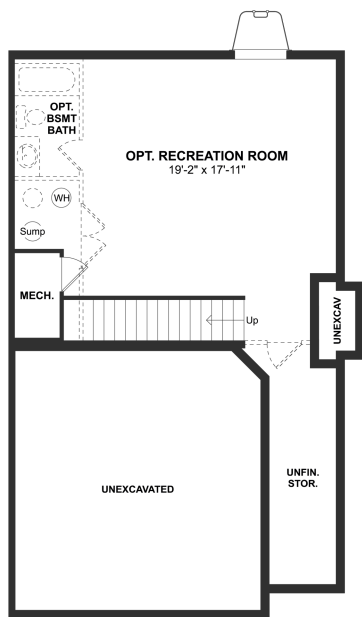 OPT.
BSMT
BATH
OPT. RECREATION ROOM
19'-2" x 17'-11"
WH
Sump
MECH.
Up
UNEXCAV
UNEXCAVATED
UNFIN.
STOR.